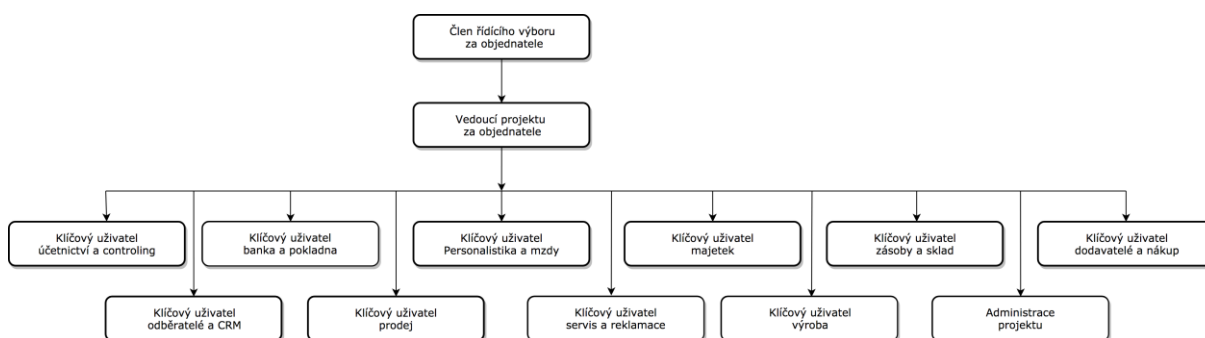 Člen řídícího výboru
za objednatele
Vedoucí projektu
za objednatele
Klíčový uživatel
účetnictví a controling
Klíčový uživatel
banka a pokladna
Klíčový uživatel
Personalistika a mzdy
Klíčový uživatel
majetek
Klíčový uživatel
zásoby a sklad
Klíčový uživatel
dodavatelé a nákup
Klíčový uživatel
odběratelé a CRM
Klíčový uživatel
prodej
Klíčový uživatel
servis a reklamace
Klíčový uživatel
výroba
Administrace
projektu